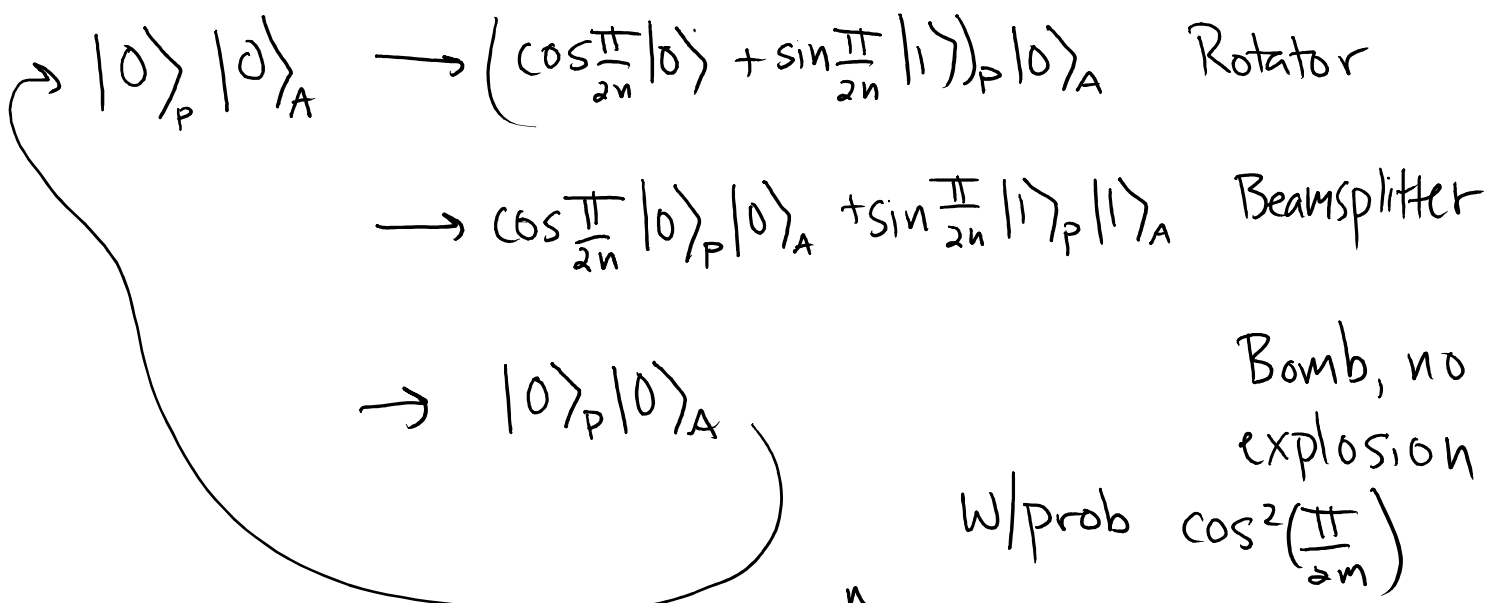 |0⟩_P |0⟩_A → (cos π/2n |0⟩ + sin π/2n |1⟩)_P |0⟩_A Rotator
→ cos π/2n |0⟩_P |0⟩_A + sin π/2n |1⟩_P |1⟩_A Beamsplitter
→ |0⟩_P |0⟩_A Bomb, no
explosion
W/prob cos²(π/2m)
n